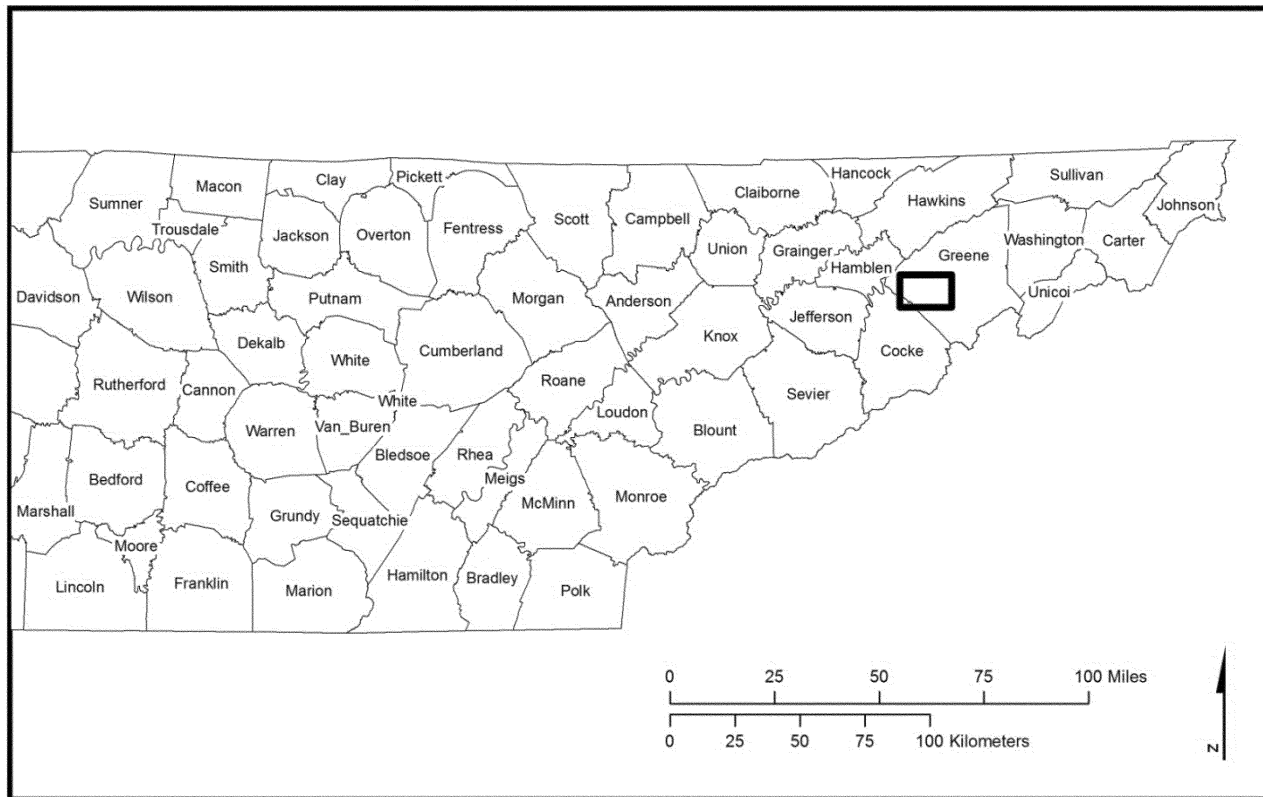 Macon
Clay
Pickett
Hancock
Sullivan
Sumner
Claiborne
Hawkins
Johnson
Trousdale
Jackson
Overton
Fentress
Scott
Campbell
Union
Grainger
Washington
Carter
Smith
Hamblen
Greene
Davidson
Wilson
Putnam
Morgan
Anderson
Unicoi
Jefferson
Dekalb
White
Cumberland
Knox
Cocke
Rutherford
Cannon
Roane
Sevier
White
Loudon
Warren
Van_Buren
Blount
Bledsoe
Rhea
Bedford
Coffee
Meigs
McMinn
Monroe
Marshall
Grundy
Sequatchie
Moore
Lincoln
Franklin
Marion
Hamilton
Bradley
Polk
0 25 50 75 100 Miles
0 25 50 75 100 Kilometers
N